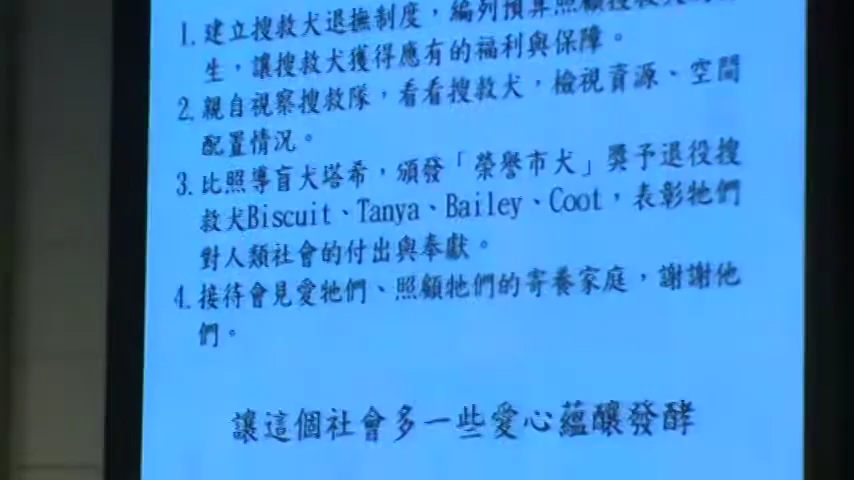 1. 建立搜救犬退撫制度，編列預算照顧搜救犬
生，讓搜救犬獲得應有的福利與保障。
2. 親自視察搜救隊，看看搜救犬，檢視資源、空間
配置情況。
3. 比照導盲犬塔希，頒發「榮譽市犬」獎予退役搜
救犬Biscuit、Tanya、Bailey、Coot，表彰牠們
對人類社會的付出與奉獻。
4. 接待會見愛牠們、照顧牠們的寄養家庭，謝謝他
們。
讓這個社會多一些愛心蘊釀發酵